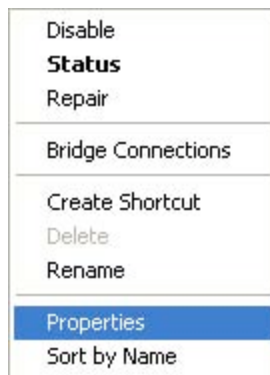 Disable
Status
Repair
Bridge Connections
Create Shortcut
Delete
Rename
Properties
Sort by Name